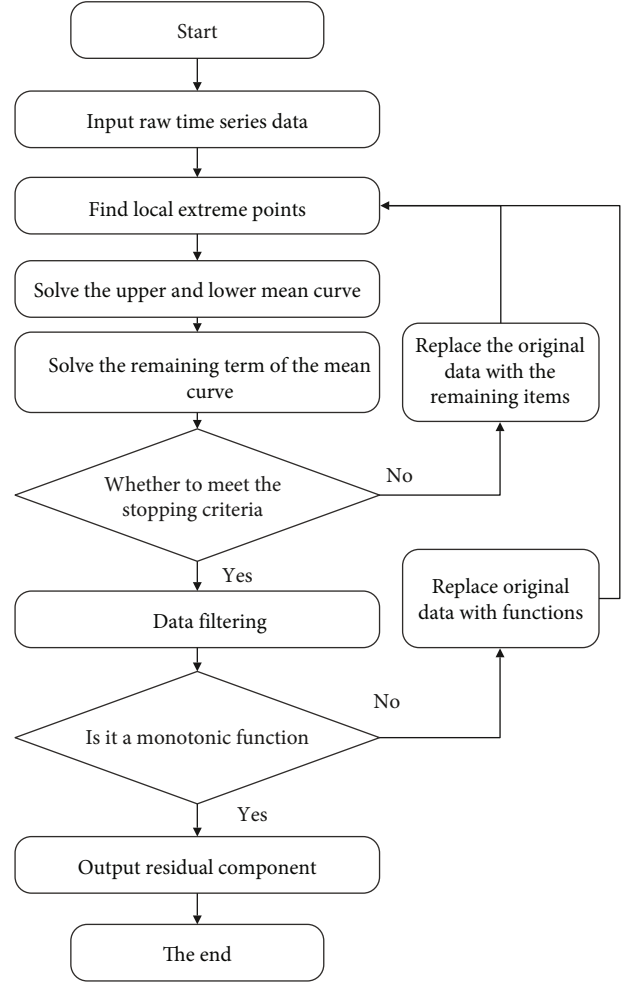 Start
Input raw time series data
Find local extreme points
Solve the upper and lower mean curve
Solve the remaining term of the mean
curve
Replace the original
data with the
remaining items
Whether to meet the
stopping criteria
No
Yes
Data filtering
Replace original
data with functions
Is it a monotonic function
No
Yes
Output residual component
The end